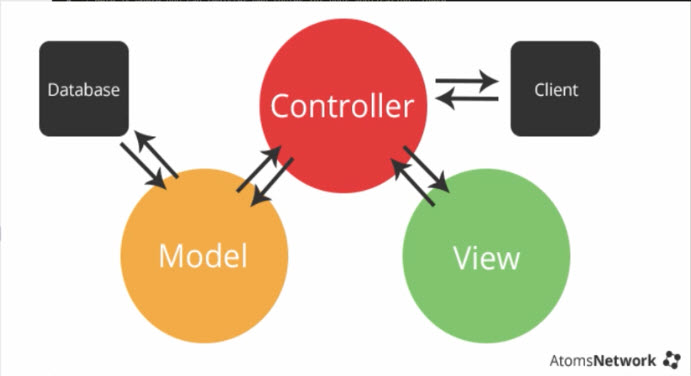 Controller
Database
Client
Model
View
AtomsNetwork